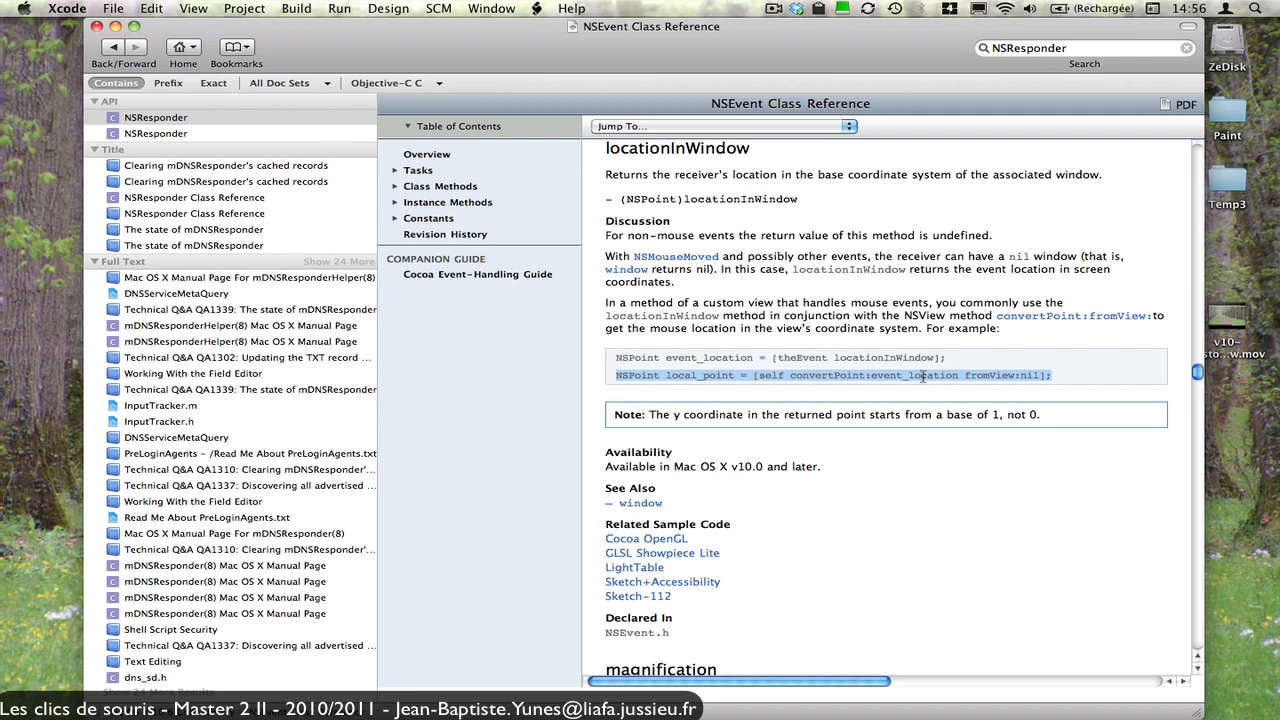 Xcode File Edit View Project Build Run Design SCM Window Help (Rechargée) 14:56
NSEvent Class Reference
Back/Forward Home Bookmarks
NSResponder
Search
Contains Prefix Exact All Doc Sets Objective-C C
API
NSResponder
NSResponder
Title
Clearing mDNSResponder's cached records
Clearing mDNSResponder's cached records
NSResponder Class Reference
NSResponder Class Reference
The state of mDNSResponder
The state of mDNSResponder
Full Text Show 24 More
Mac OS X Manual Page For mDNSResponderHelper(8)
DNSServiceMetaQuery
Technical Q&A QA1339: The state of mDNSResponder
mDNSResponderHelper(8) Mac OS X Manual Page
mDNSResponderHelper(8) Mac OS X Manual Page
Technical Q&A QA1302: Updating the TXT record ...
Working With the Field Editor
Technical Q&A QA1339: The state of mDNSResponder
InputTracker.m
InputTracker.h
DNSServiceMetaQuery
PreLoginAgents - /Read Me About PreLoginAgents.txt
Technical Q&A QA1310: Clearing mDNSResponder'...
Technical Q&A QA1337: Discovering all advertised ...
Working With the Field Editor
Read Me About PreLoginAgents.txt
Mac OS X Manual Page For mDNSResponder(8)
Technical Q&A QA1310: Clearing mDNSResponder'...
mDNSResponder(8) Mac OS X Manual Page
mDNSResponder(8) Mac OS X Manual Page
mDNSResponder(8) Mac OS X Manual Page
mDNSResponder(8) Mac OS X Manual Page
Shell Script Security
Technical Q&A QA1337: Discovering all advertised ...
Text Editing
dns_sd.h
Show 24 More Results
NSEvent Class Reference
PDF
Table of Contents
Jump To...
Overview
Tasks
Class Methods
Instance Methods
Constants
Revision History
COMPANION GUIDE
Cocoa Event-Handling Guide
locationInWindow
Returns the receiver's location in the base coordinate system of the associated window.
- (NSPoint)locationInWindow
Discussion
For non-mouse events the return value of this method is undefined.
With NSMouseMoved and possibly other events, the receiver can have a nil window (that is,
window returns nil). In this case, locationInWindow returns the event location in screen
coordinates.
In a method of a custom view that handles mouse events, you commonly use the
locationInWindow method in conjunction with the NSView method convertPoint:fromView: to
get the mouse location in the view's coordinate system. For example:
NSPoint event_location = [theEvent locationInWindow];
NSPoint local_point = [self convertPoint:event_location fromView:nil];
Note: The y coordinate in the returned point starts from a base of 1, not 0.
Availability
Available in Mac OS X v10.0 and later.
See Also
– window
Related Sample Code
Cocoa OpenGL
GLSL Showpiece Lite
LightTable
Sketch+Accessibility
Sketch-112
Declared In
NSEvent.h
magnification
ZeDisk
Paint
Temp3
v10-
sto...w.mov
Les clics de souris - Master 2 II - 2010/2011 - Jean-Baptiste.Yunes@liafa.jussieu.fr